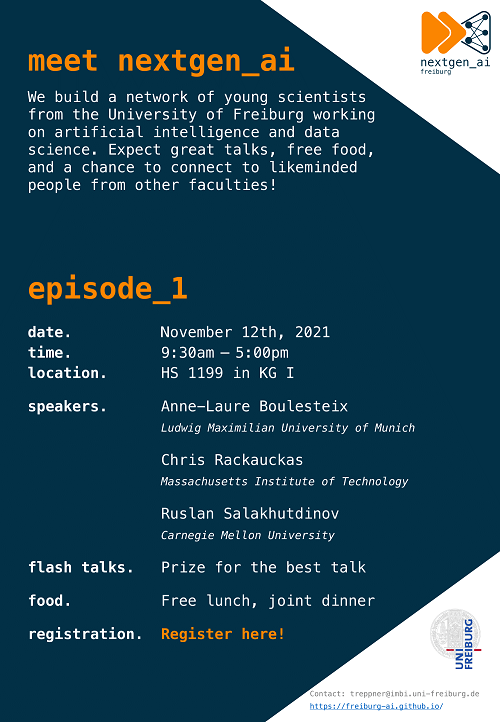 nextgen_ai
freiburg
meet nextgen_ai
We build a network of young scientists
from the University of Freiburg working
on artificial intelligence and data
science. Expect great talks, free food,
and a chance to connect to likeminded
people from other faculties!
episode_1
date. November 12th, 2021
time. 9:30am – 5:00pm
location. HS 1199 in KG I
speakers. Anne–Laure Boulesteix
Ludwig Maximilian University of Munich
Chris Rackauckas
Massachusetts Institute of Technology
Ruslan Salakhutdinov
Carnegie Mellon University
flash talks. Prize for the best talk
food. Free lunch, joint dinner
registration. Register here!
UNI
FREIBURG
Contact: treppner@imbi.uni-freiburg.de
https://freiburg-ai.github.io/